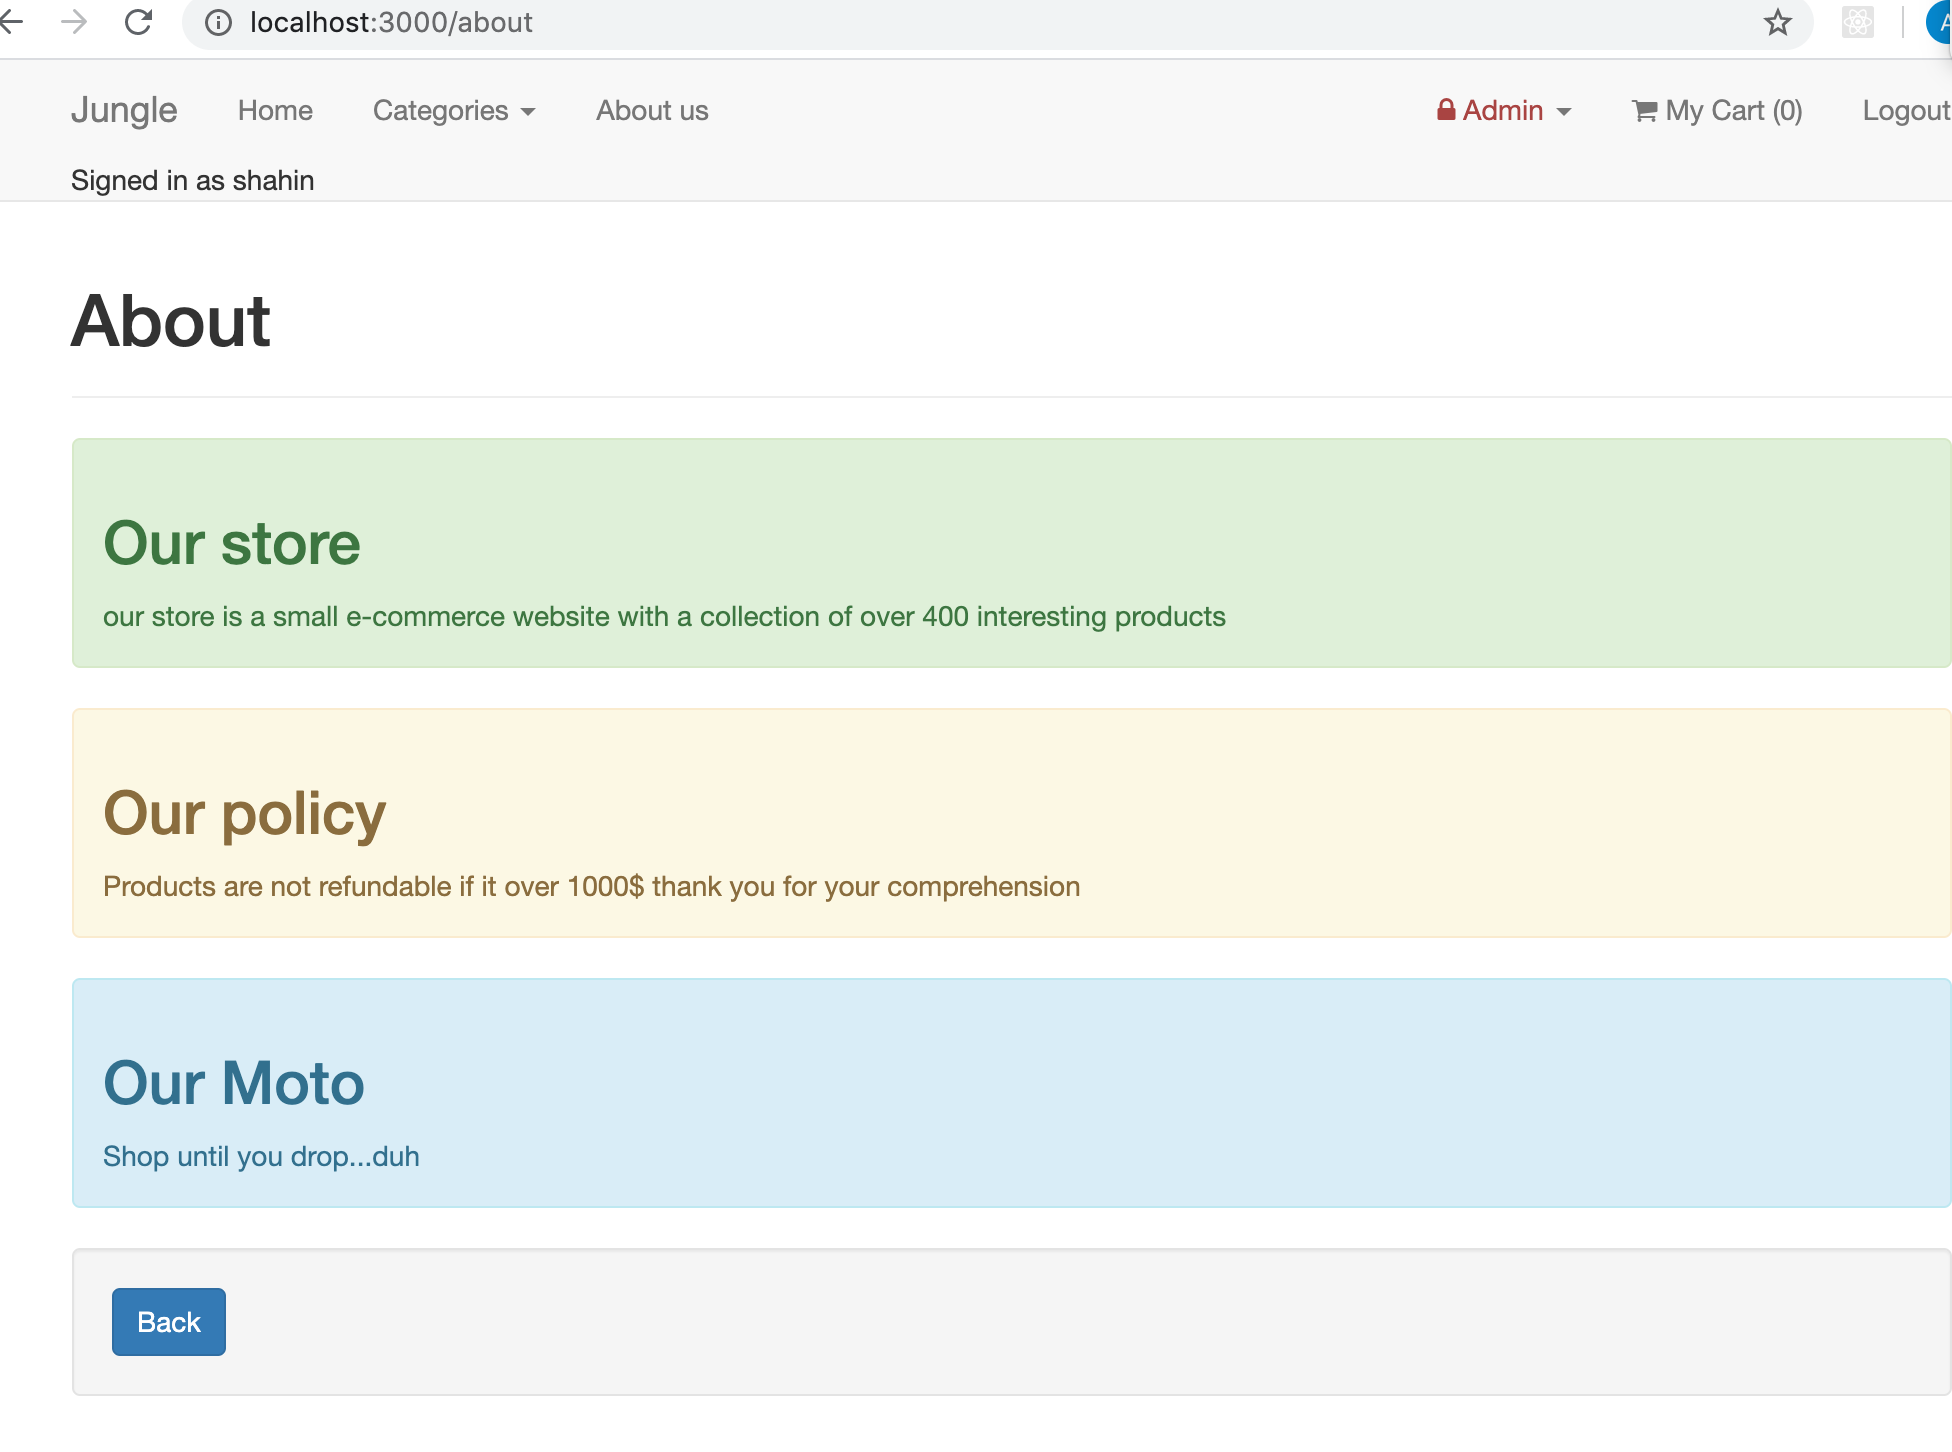 localhost:3000/about
Jungle Home Categories About us Admin My Cart (0) Logout
Signed in as shahin
About
Our store
our store is a small e-commerce website with a collection of over 400 interesting products
Our policy
Products are not refundable if it over 1000$ thank you for your comprehension
Our Moto
Shop until you drop...duh
Back